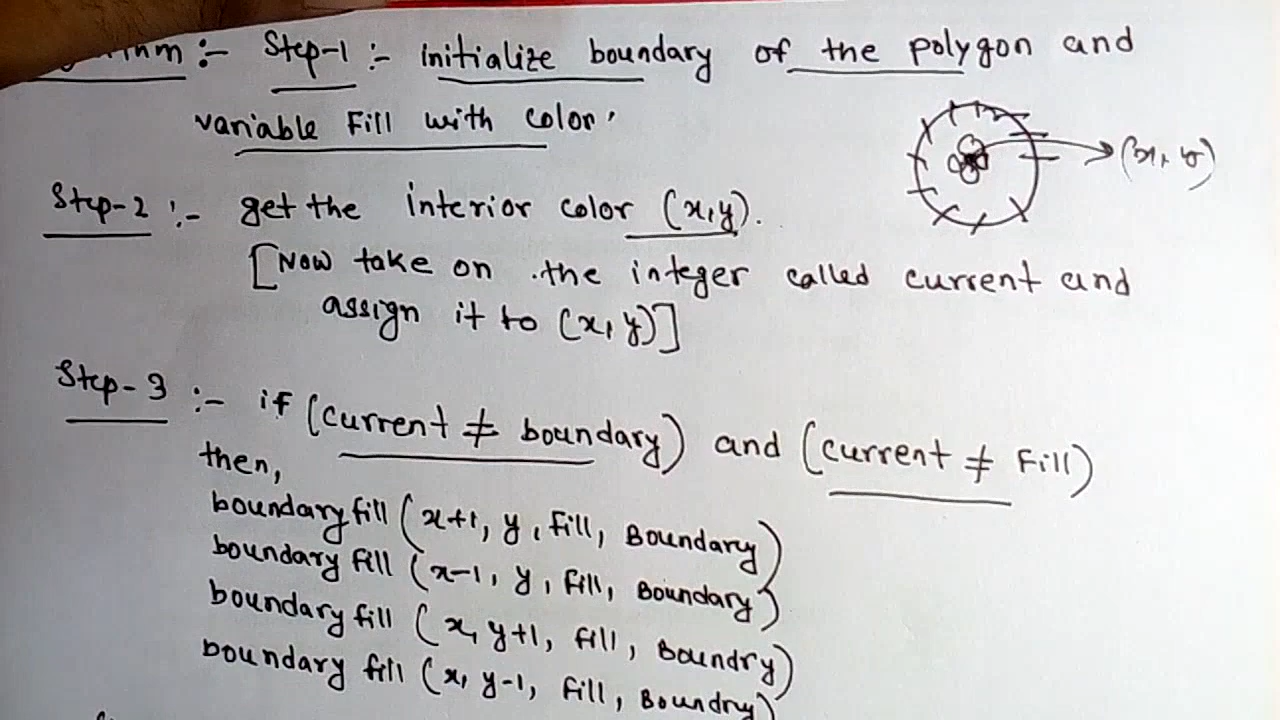 :- Step-1 :- initialize boundary of the polygon and
variable Fill with color.
(x, y)
Step-2 :- get the interior color (x,y).
[Now take on the integer called current and
assign it to (x, y)]
Step-3 :- if (current ≠ boundary) and (current ≠ Fill)
then,
boundary fill (x+1, y, Fill, Boundary)
boundary fill (x-1, y, Fill, Boundary)
boundary fill (x, y+1, Fill, Boundry)
boundary fill (x, y-1, Fill, Boundry)